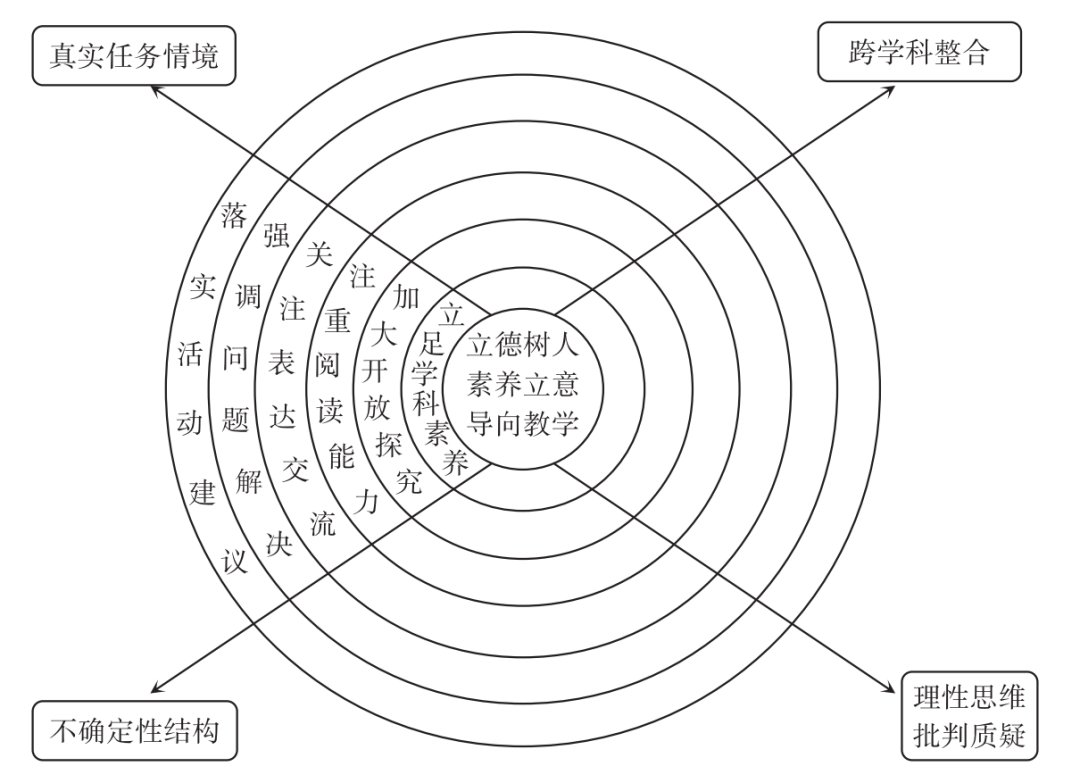 真实任务情境
跨学科整合
落实活动建议
强调问题解决
关注表达交流
注重阅读能力
加大开放探究
立足学科素养
立德树人
素养立意
导向教学
不确定性结构
理性思维
批判质疑